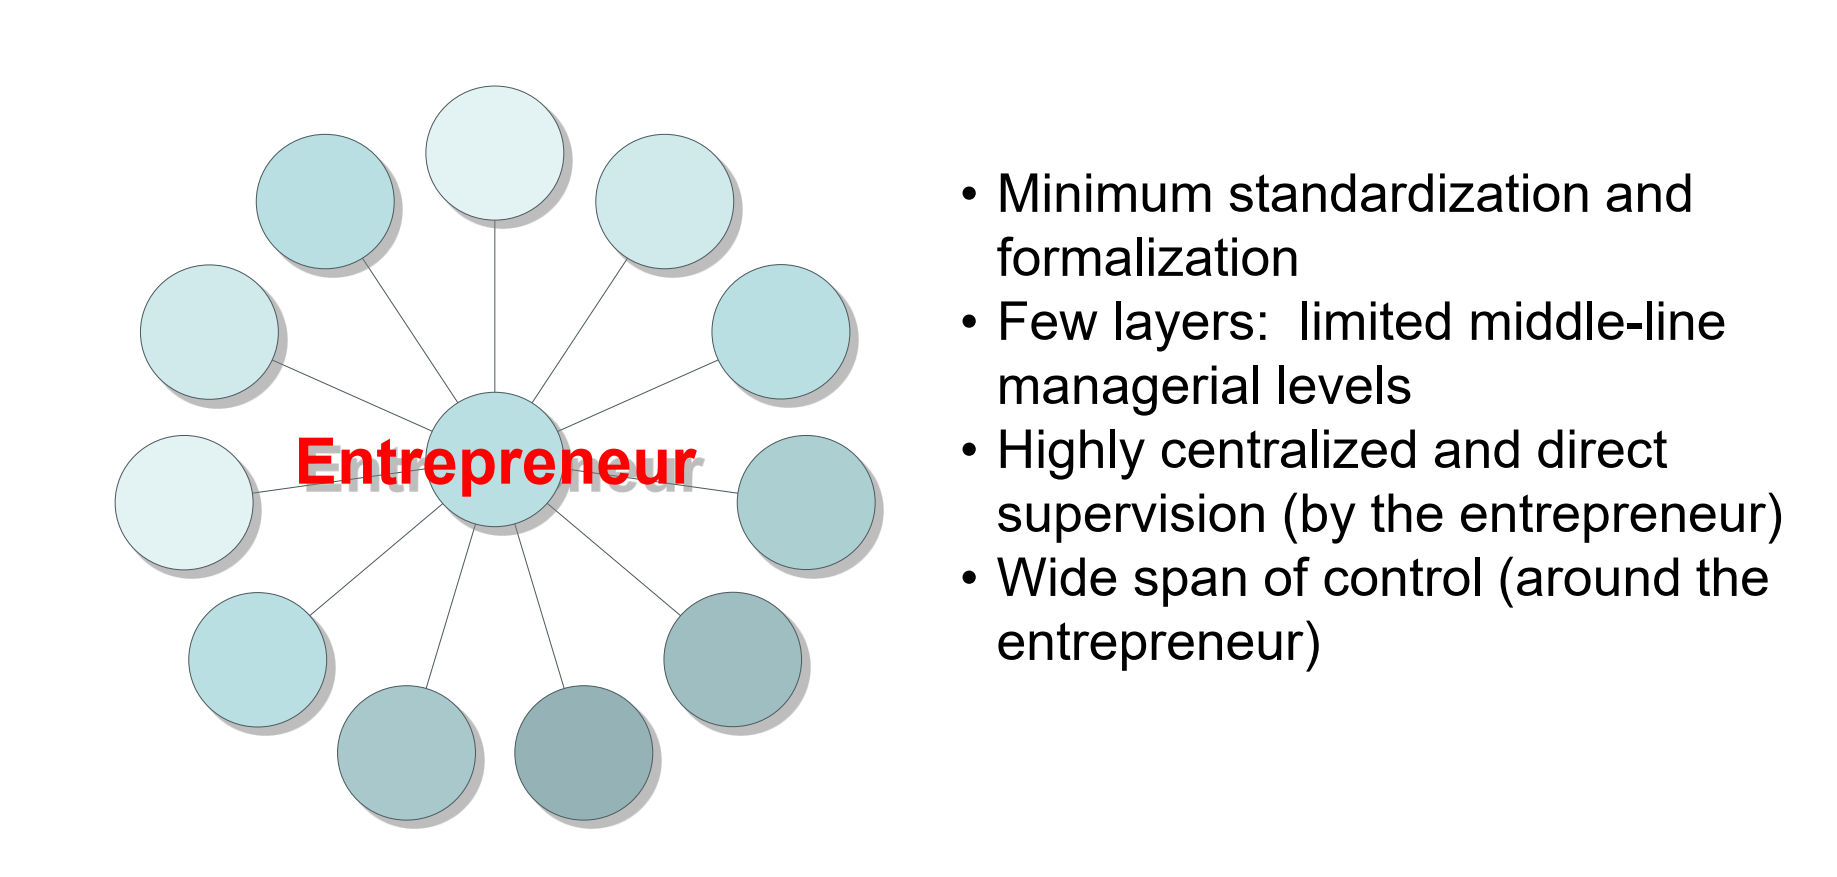 Entrepreneur
• Minimum standardization and
formalization
• Few layers:  limited middle-line
managerial levels
• Highly centralized and direct
supervision (by the entrepreneur)
• Wide span of control (around the
entrepreneur)